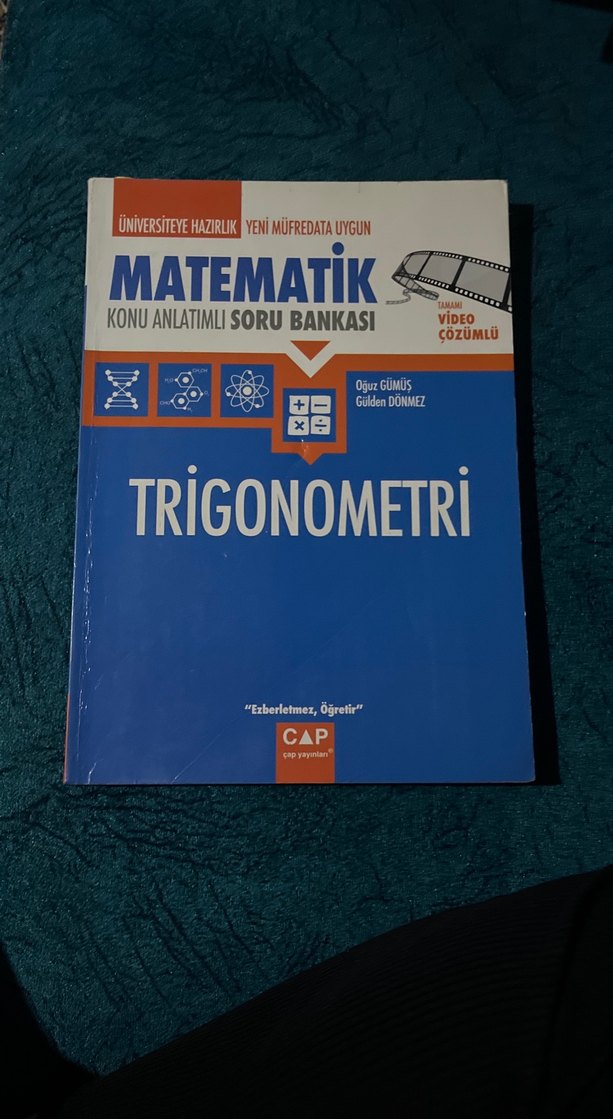 ÜNİVERSİTEYE HAZIRLIK YENİ MÜFREDATA UYGUN
MATEMATİK
KONU ANLATIMLI SORU BANKASI
TAMAMI
VİDEO
ÇÖZÜMLÜ
Oğuz GÜMÜŞ
Gülden DÖNMEZ
TRİGONOMETRİ
"Ezberletmez, Öğretir"
CAP
çap yayınları®